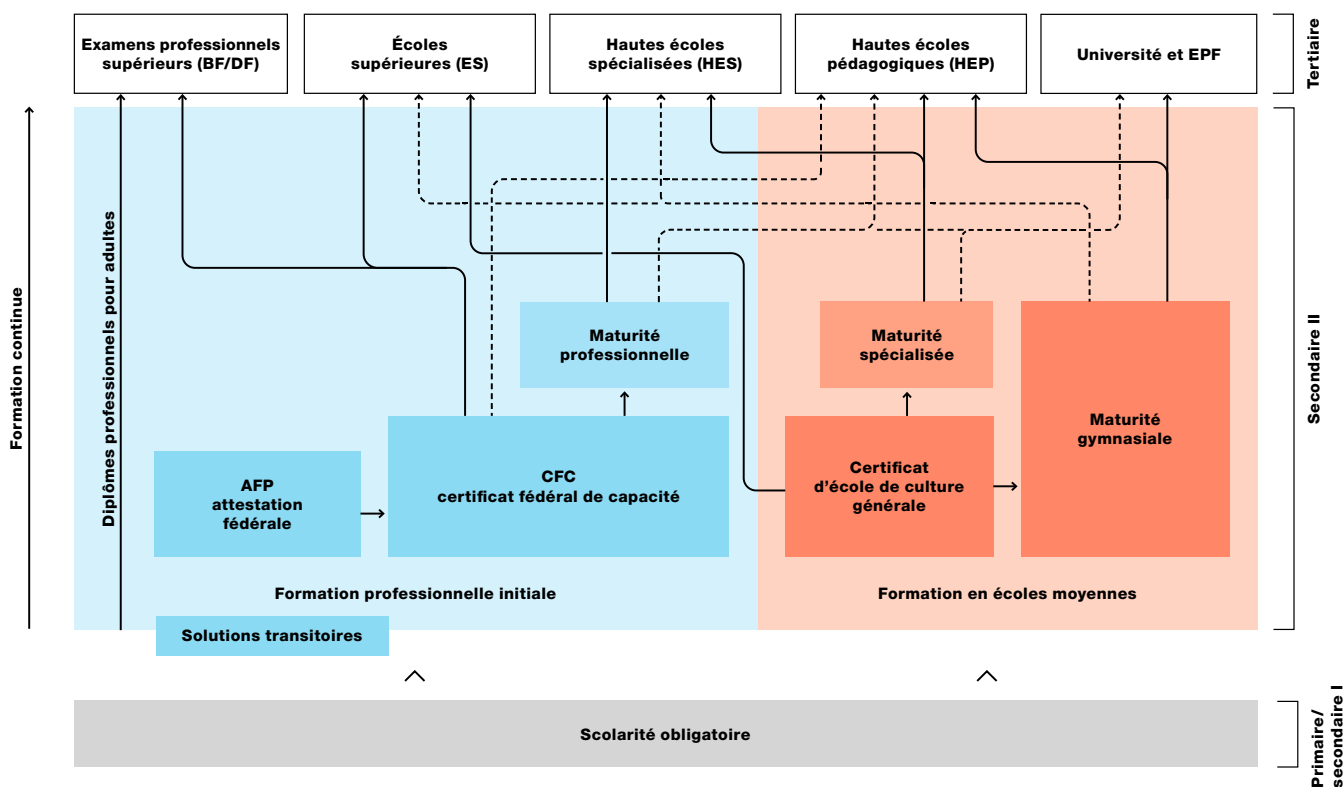 Examens professionnels
supérieurs (BF/DF)
Écoles
supérieures (ES)
Hautes écoles
spécialisées (HES)
Hautes écoles
pédagogiques (HEP)
Université et EPF
Tertiaire
Formation continue
Diplômes professionnels pour adultes
Secondaire II
Maturité
professionnelle
Maturité
spécialisée
Maturité
gymnasiale
AFP
attestation
fédérale
CFC
certificat fédéral de capacité
Certificat
d’école de culture
générale
Formation professionnelle initiale
Formation en écoles moyennes
Solutions transitoires
Scolarité obligatoire
Primaire/
secondaire I